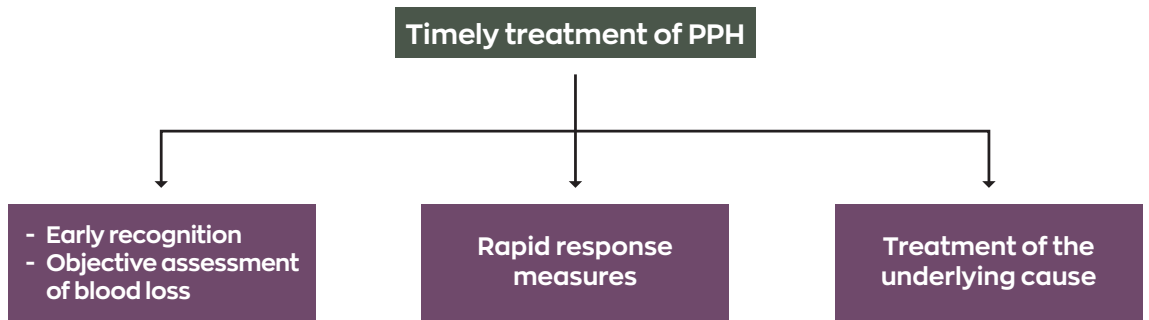 Timely treatment of PPH
- Early recognition
- Objective assessment
of blood loss
Rapid response
measures
Treatment of the
underlying cause